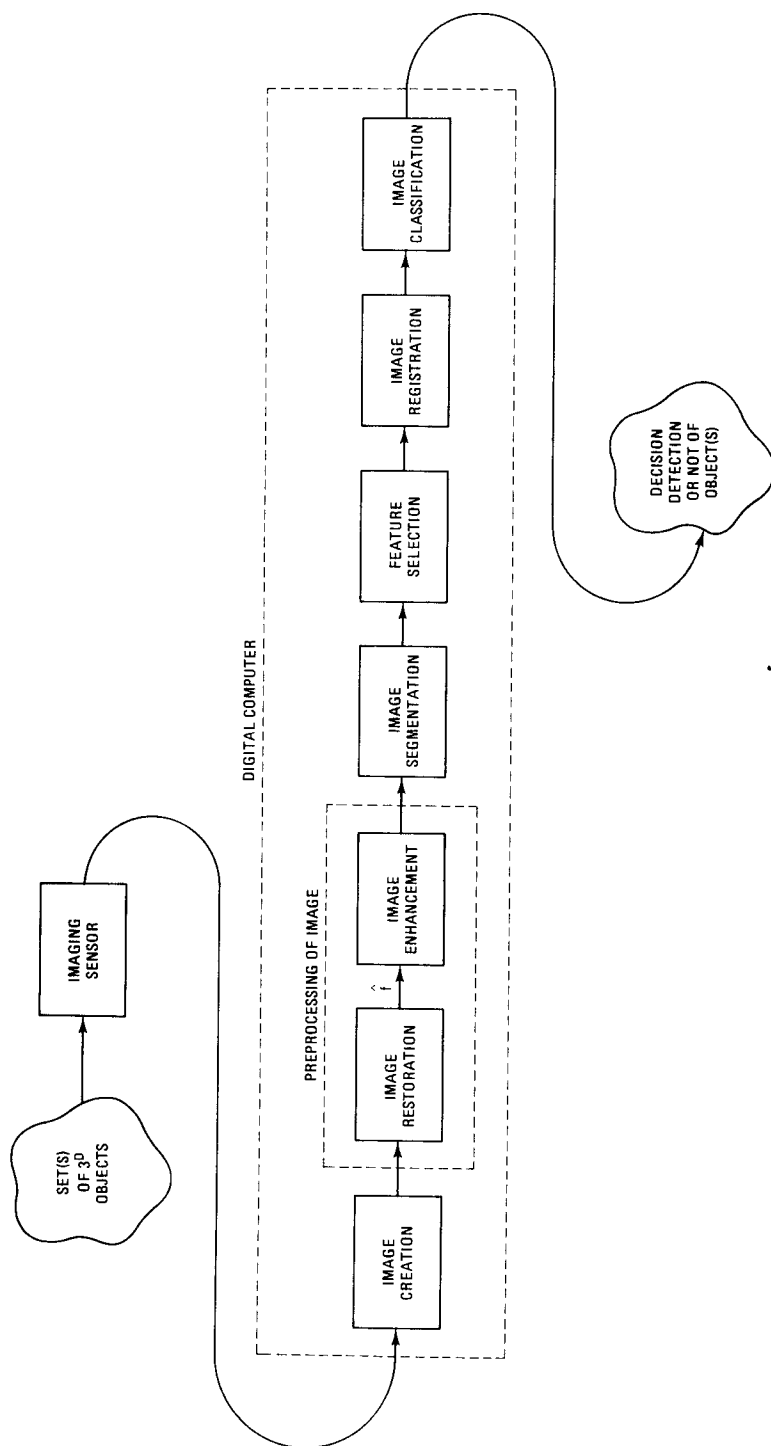 SET(S)
OF 3ᴰ
OBJECTS
IMAGING
SENSOR
DIGITAL COMPUTER
PREPROCESSING OF IMAGE
IMAGE
CREATION
IMAGE
RESTORATION
f̂
IMAGE
ENHANCEMENT
IMAGE
SEGMENTATION
FEATURE
SELECTION
IMAGE
REGISTRATION
IMAGE
CLASSIFICATION
DECISION
DETECTION
OR NOT OF
OBJECT(S)